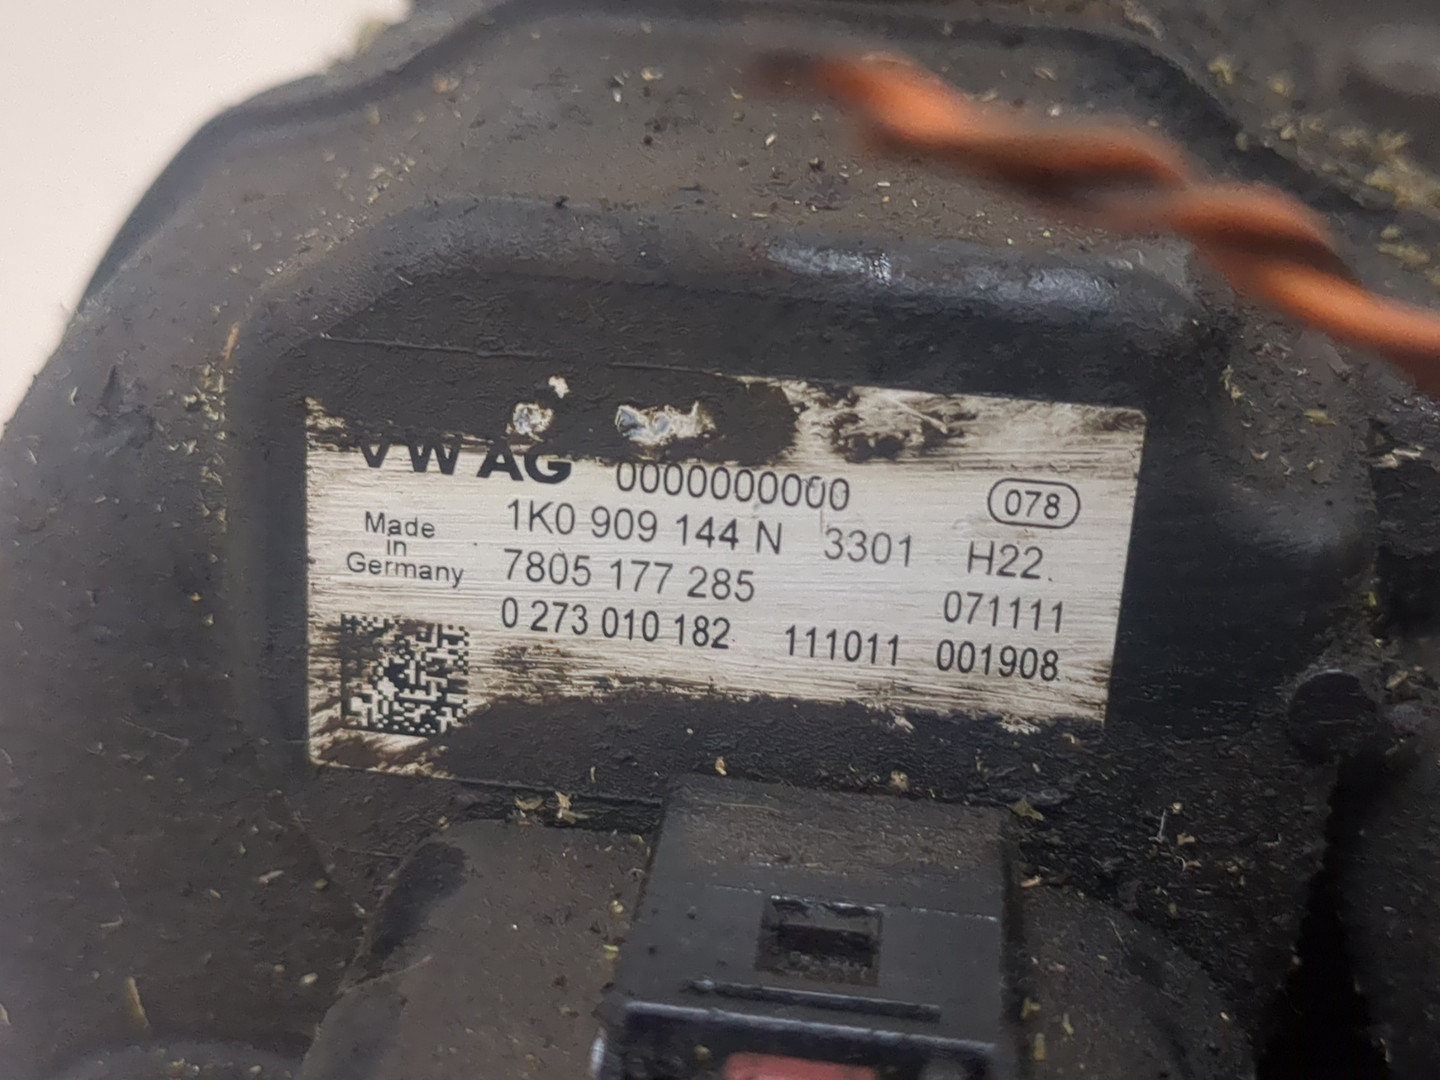 VW AG 0000000000 078
1K0 909 144 N 3301 H22.
Made
in
Germany
7805 177 285 071111
0 273 010 182 111011 001908